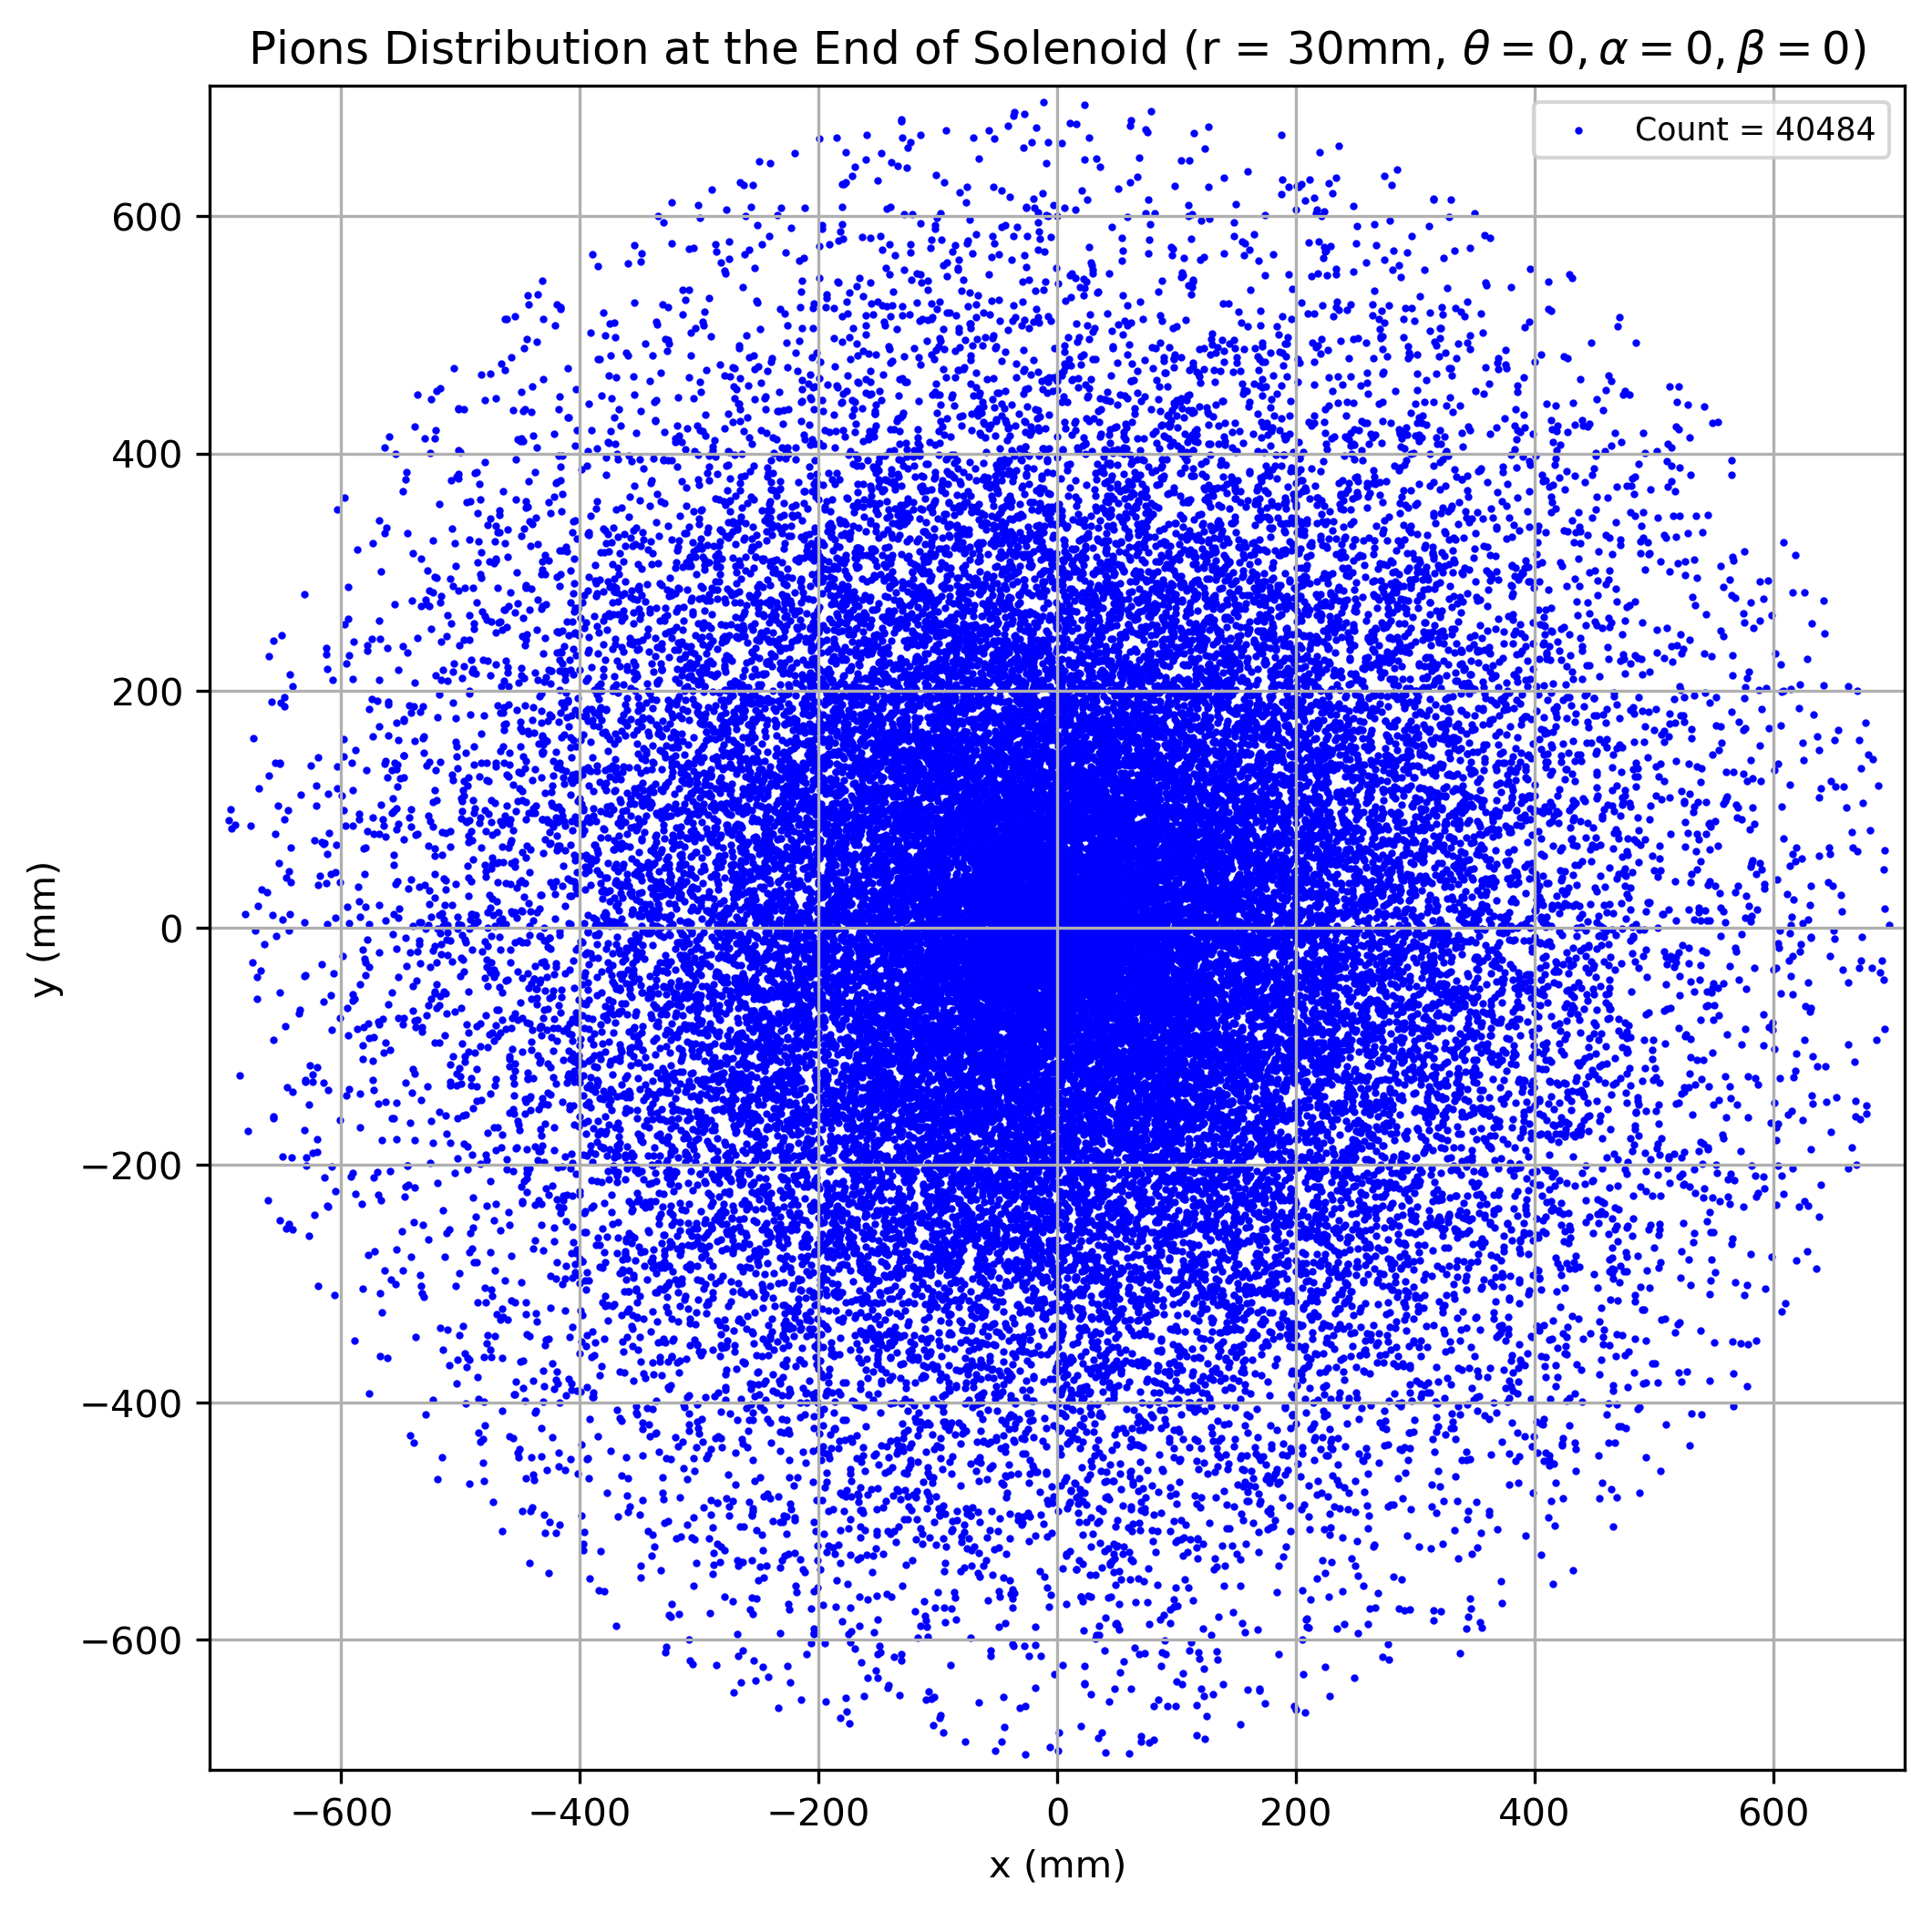 Pions Distribution at the End of Solenoid (r = 30mm, θ = 0, α = 0, β = 0)
Count = 40484
600
400
200
0
−200
−400
−600
y (mm)
−600 −400 −200 0 200 400 600
x (mm)